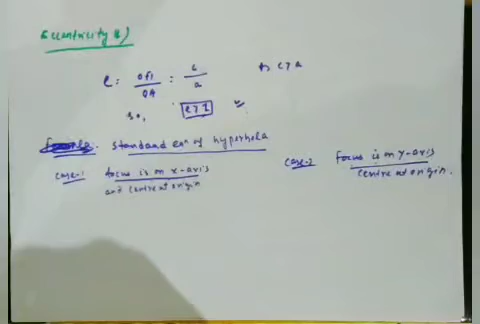 Eccentricity e)
e : OF1/OA = c/a as c > a
so, e > 1
standard eqn of hyperbola
case-1 focus is on x-axis
and centre at origin
case-2 focus is on y-axis
centre at origin.